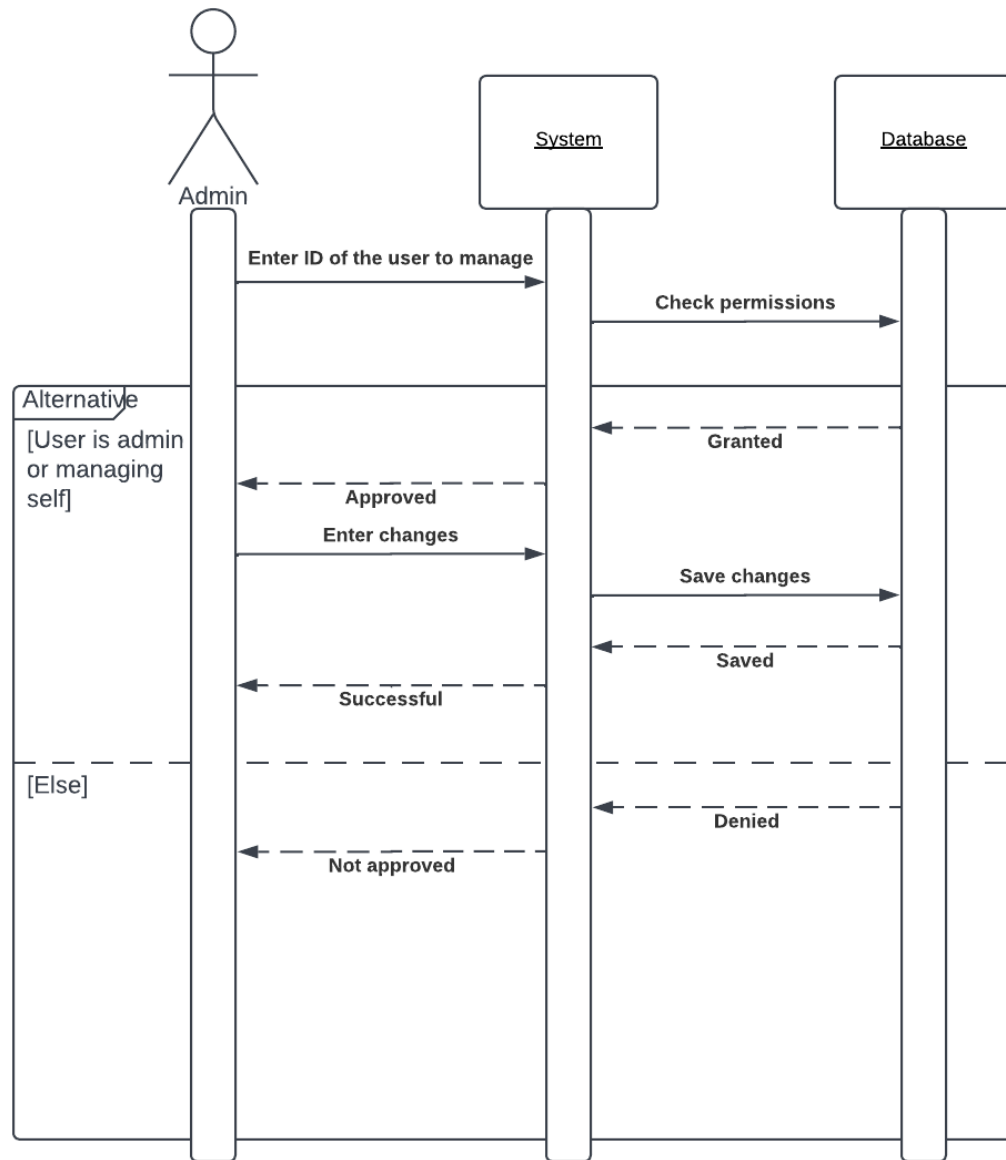 System
Database
Admin
Enter ID of the user to manage
Check permissions
Alternative
[User is admin
or managing
self]
Granted
Approved
Enter changes
Save changes
Saved
Successful
[Else]
Denied
Not approved